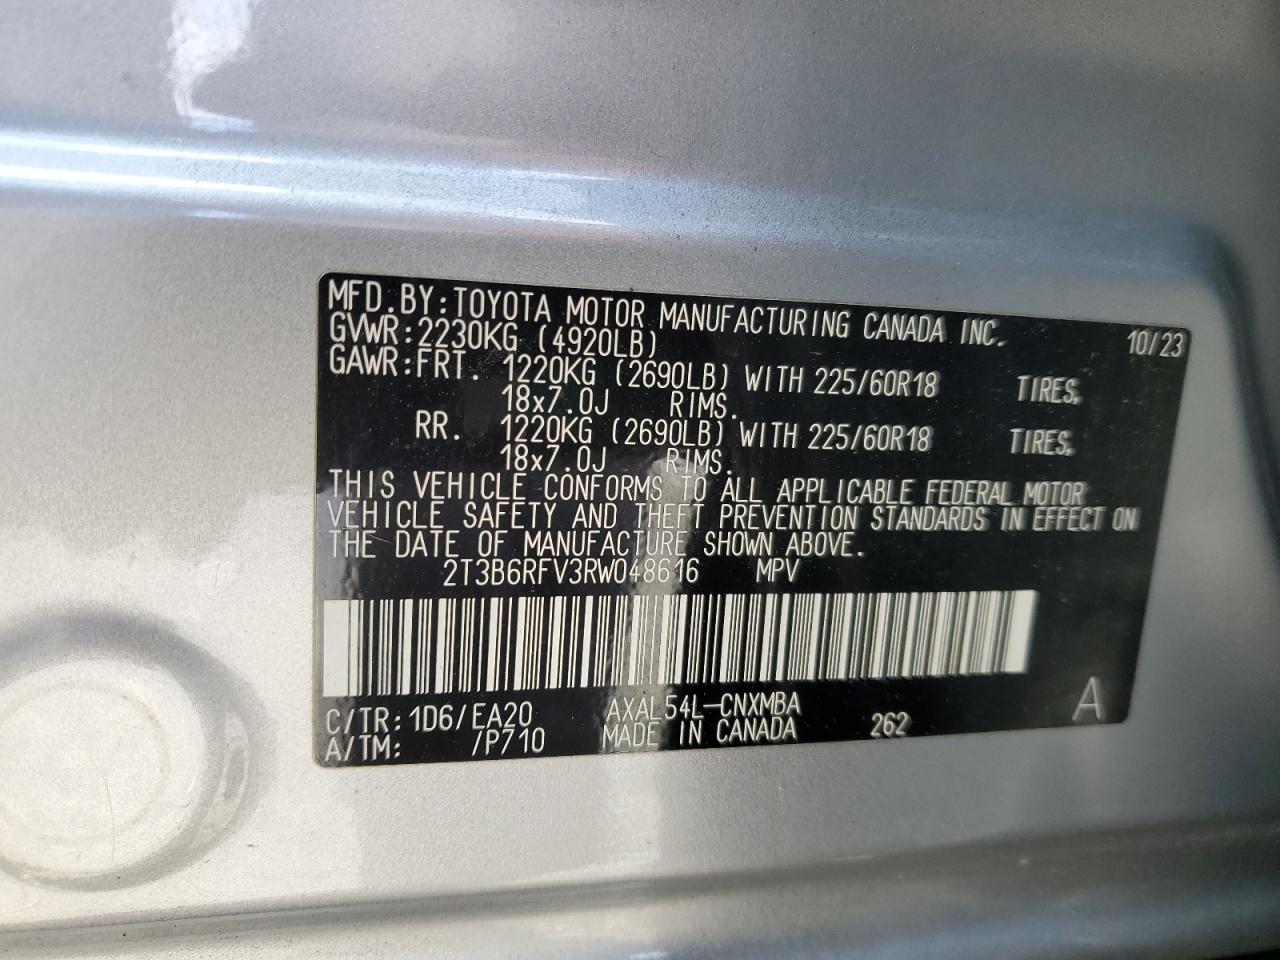 MFD.BY:TOYOTA MOTOR MANUFACTURING CANADA INC. 10/23
GVWR:2230KG (4920LB)
GAWR:FRT. 1220KG (2690LB) WITH 225/60R18 TIRES,
18x7.0J RIMS.
RR. 1220KG (2690LB) WITH 225/60R18 TIRES,
18x7.0J RIMS.
THIS VEHICLE CONFORMS TO ALL APPLICABLE FEDERAL MOTOR
VEHICLE SAFETY AND THEFT PREVENTION STANDARDS IN EFFECT ON
THE DATE OF MANUFACTURE SHOWN ABOVE.
2T3B6RFV3RW048616 MPV
C/TR:1D6/EA20 AXAL54L-CNXMBA A
A/TM: /P710 MADE IN CANADA 262